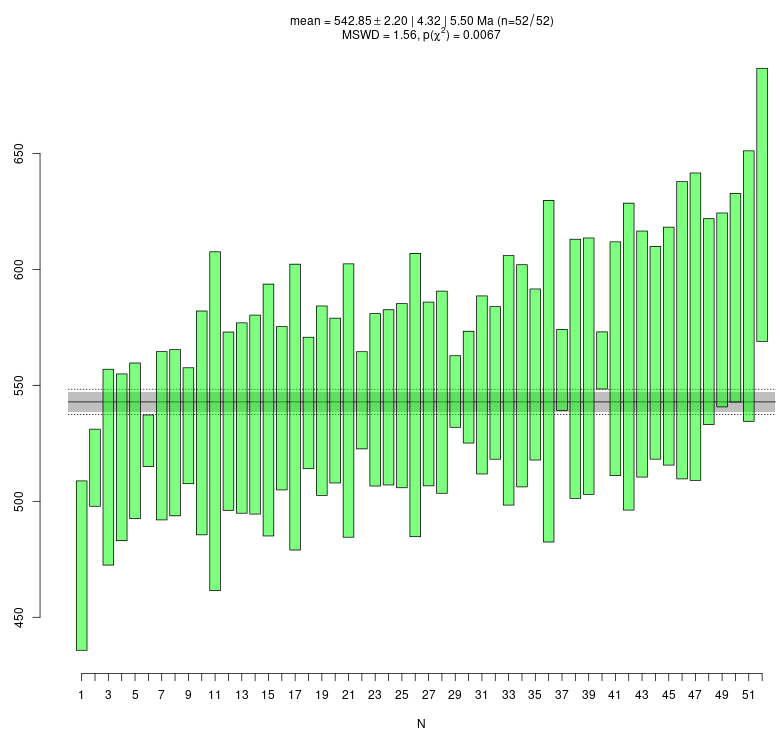 mean = 542.85 ± 2.20 | 4.32 | 5.50 Ma (n=52/52)
MSWD = 1.56, p(χ²) = 0.0067
650
600
550
500
450
1 3 5 7 9 11 13 15 17 19 21 23 25 27 29 31 33 35 37 39 41 43 45 47 49 51
N